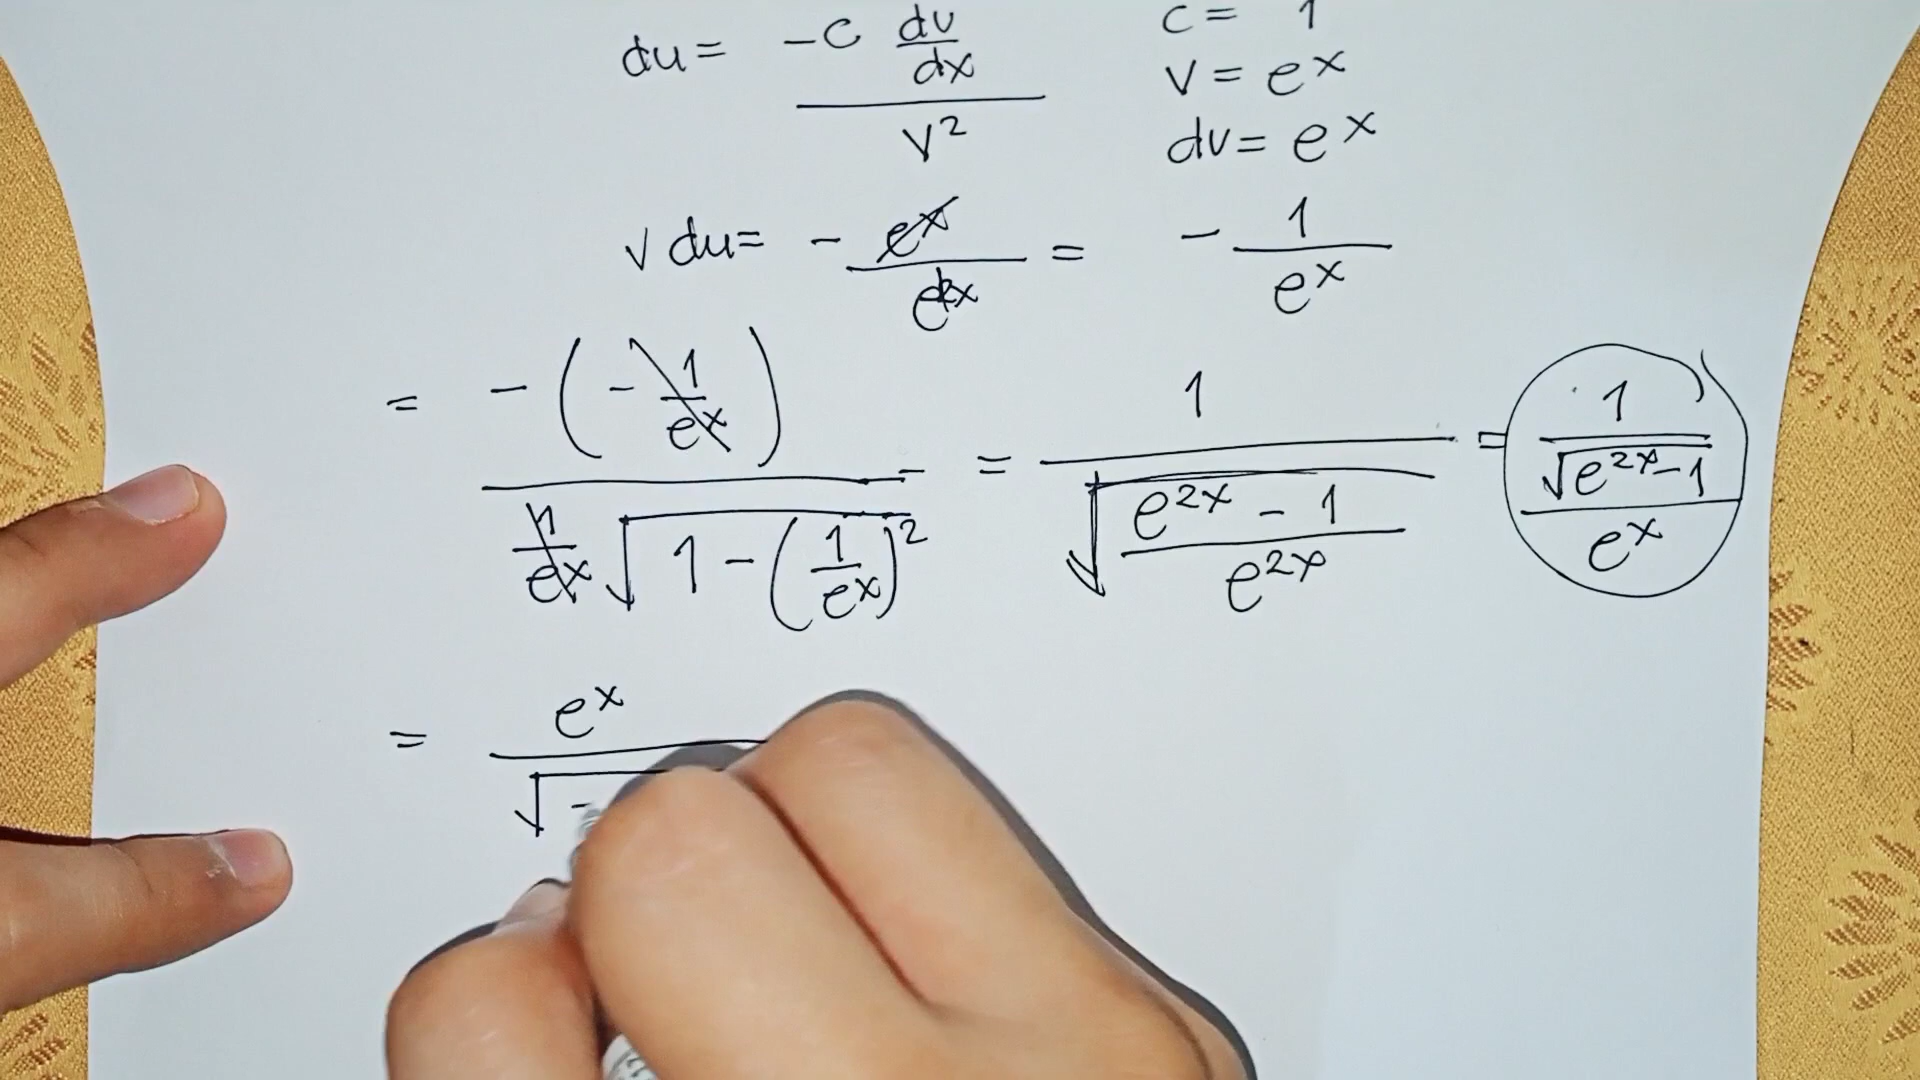 du = -c dv/dx / v²
c = 1
v = e^x
dv = e^x
v du = - e^x / e^2x = - 1/e^x
= -(- 1/e^x) / 1/e^x √1 - (1/e^x)² = 1 / √e^2x - 1 / e^2x = 1 / √e^2x - 1 / e^x
= e^x / √